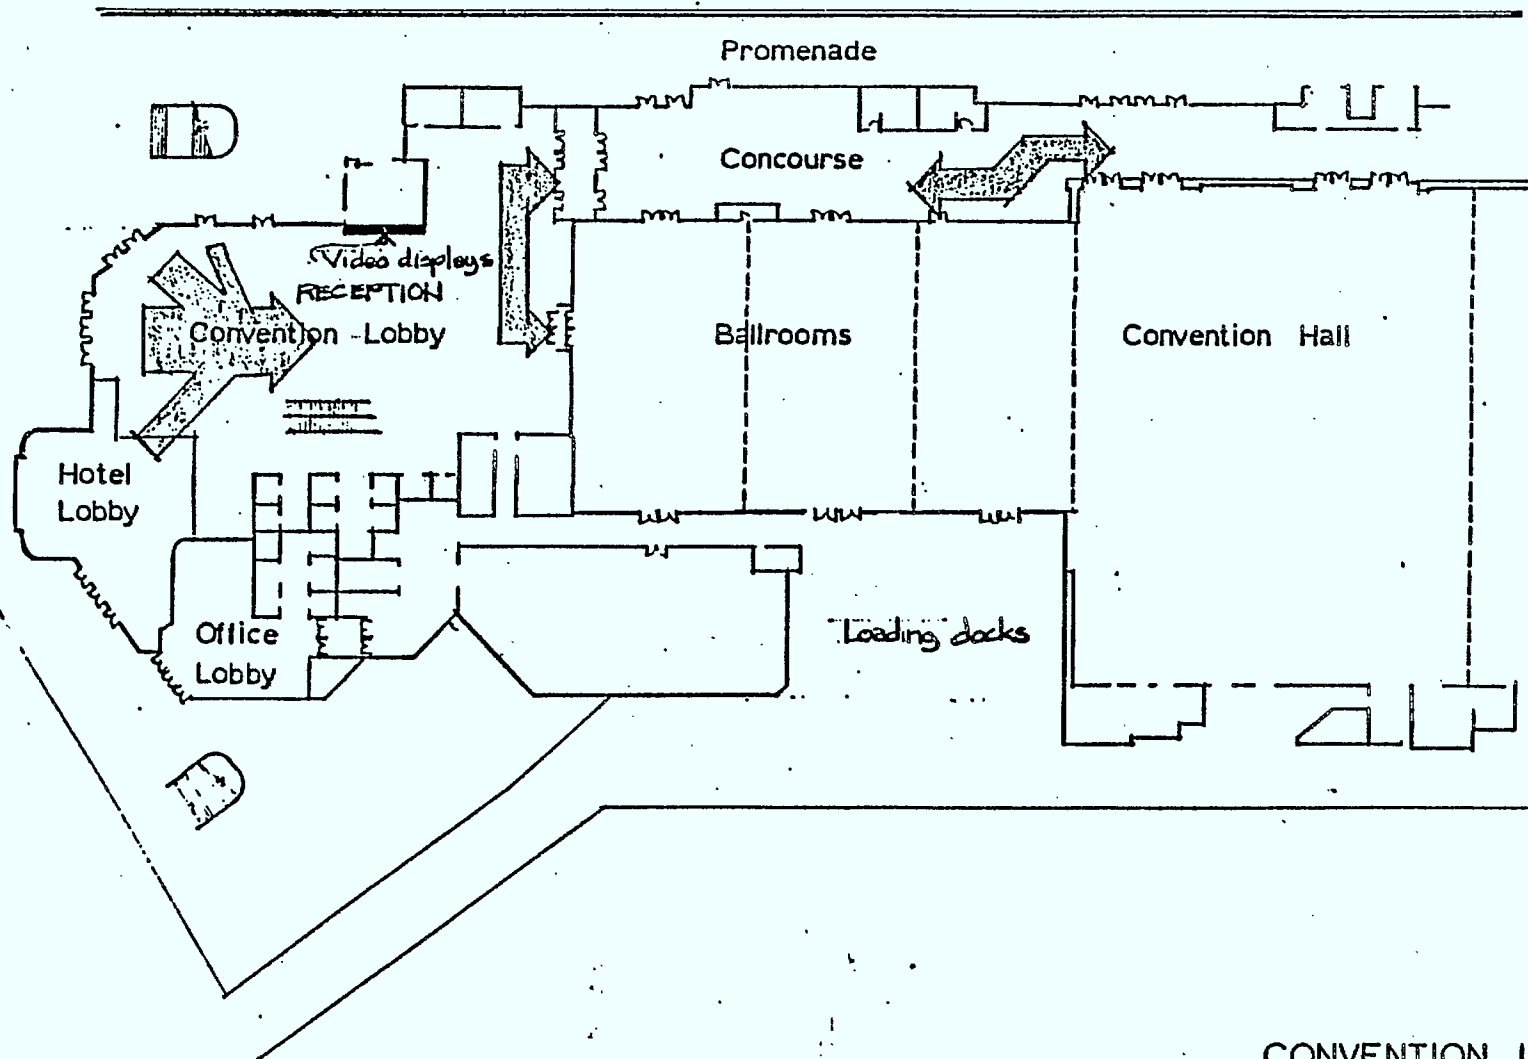 Promenade
Concourse
Video displays
RECEPTION
Convention Lobby
Ballrooms
Convention Hall
Hotel
Lobby
Office
Lobby
Loading docks
CONVENTION